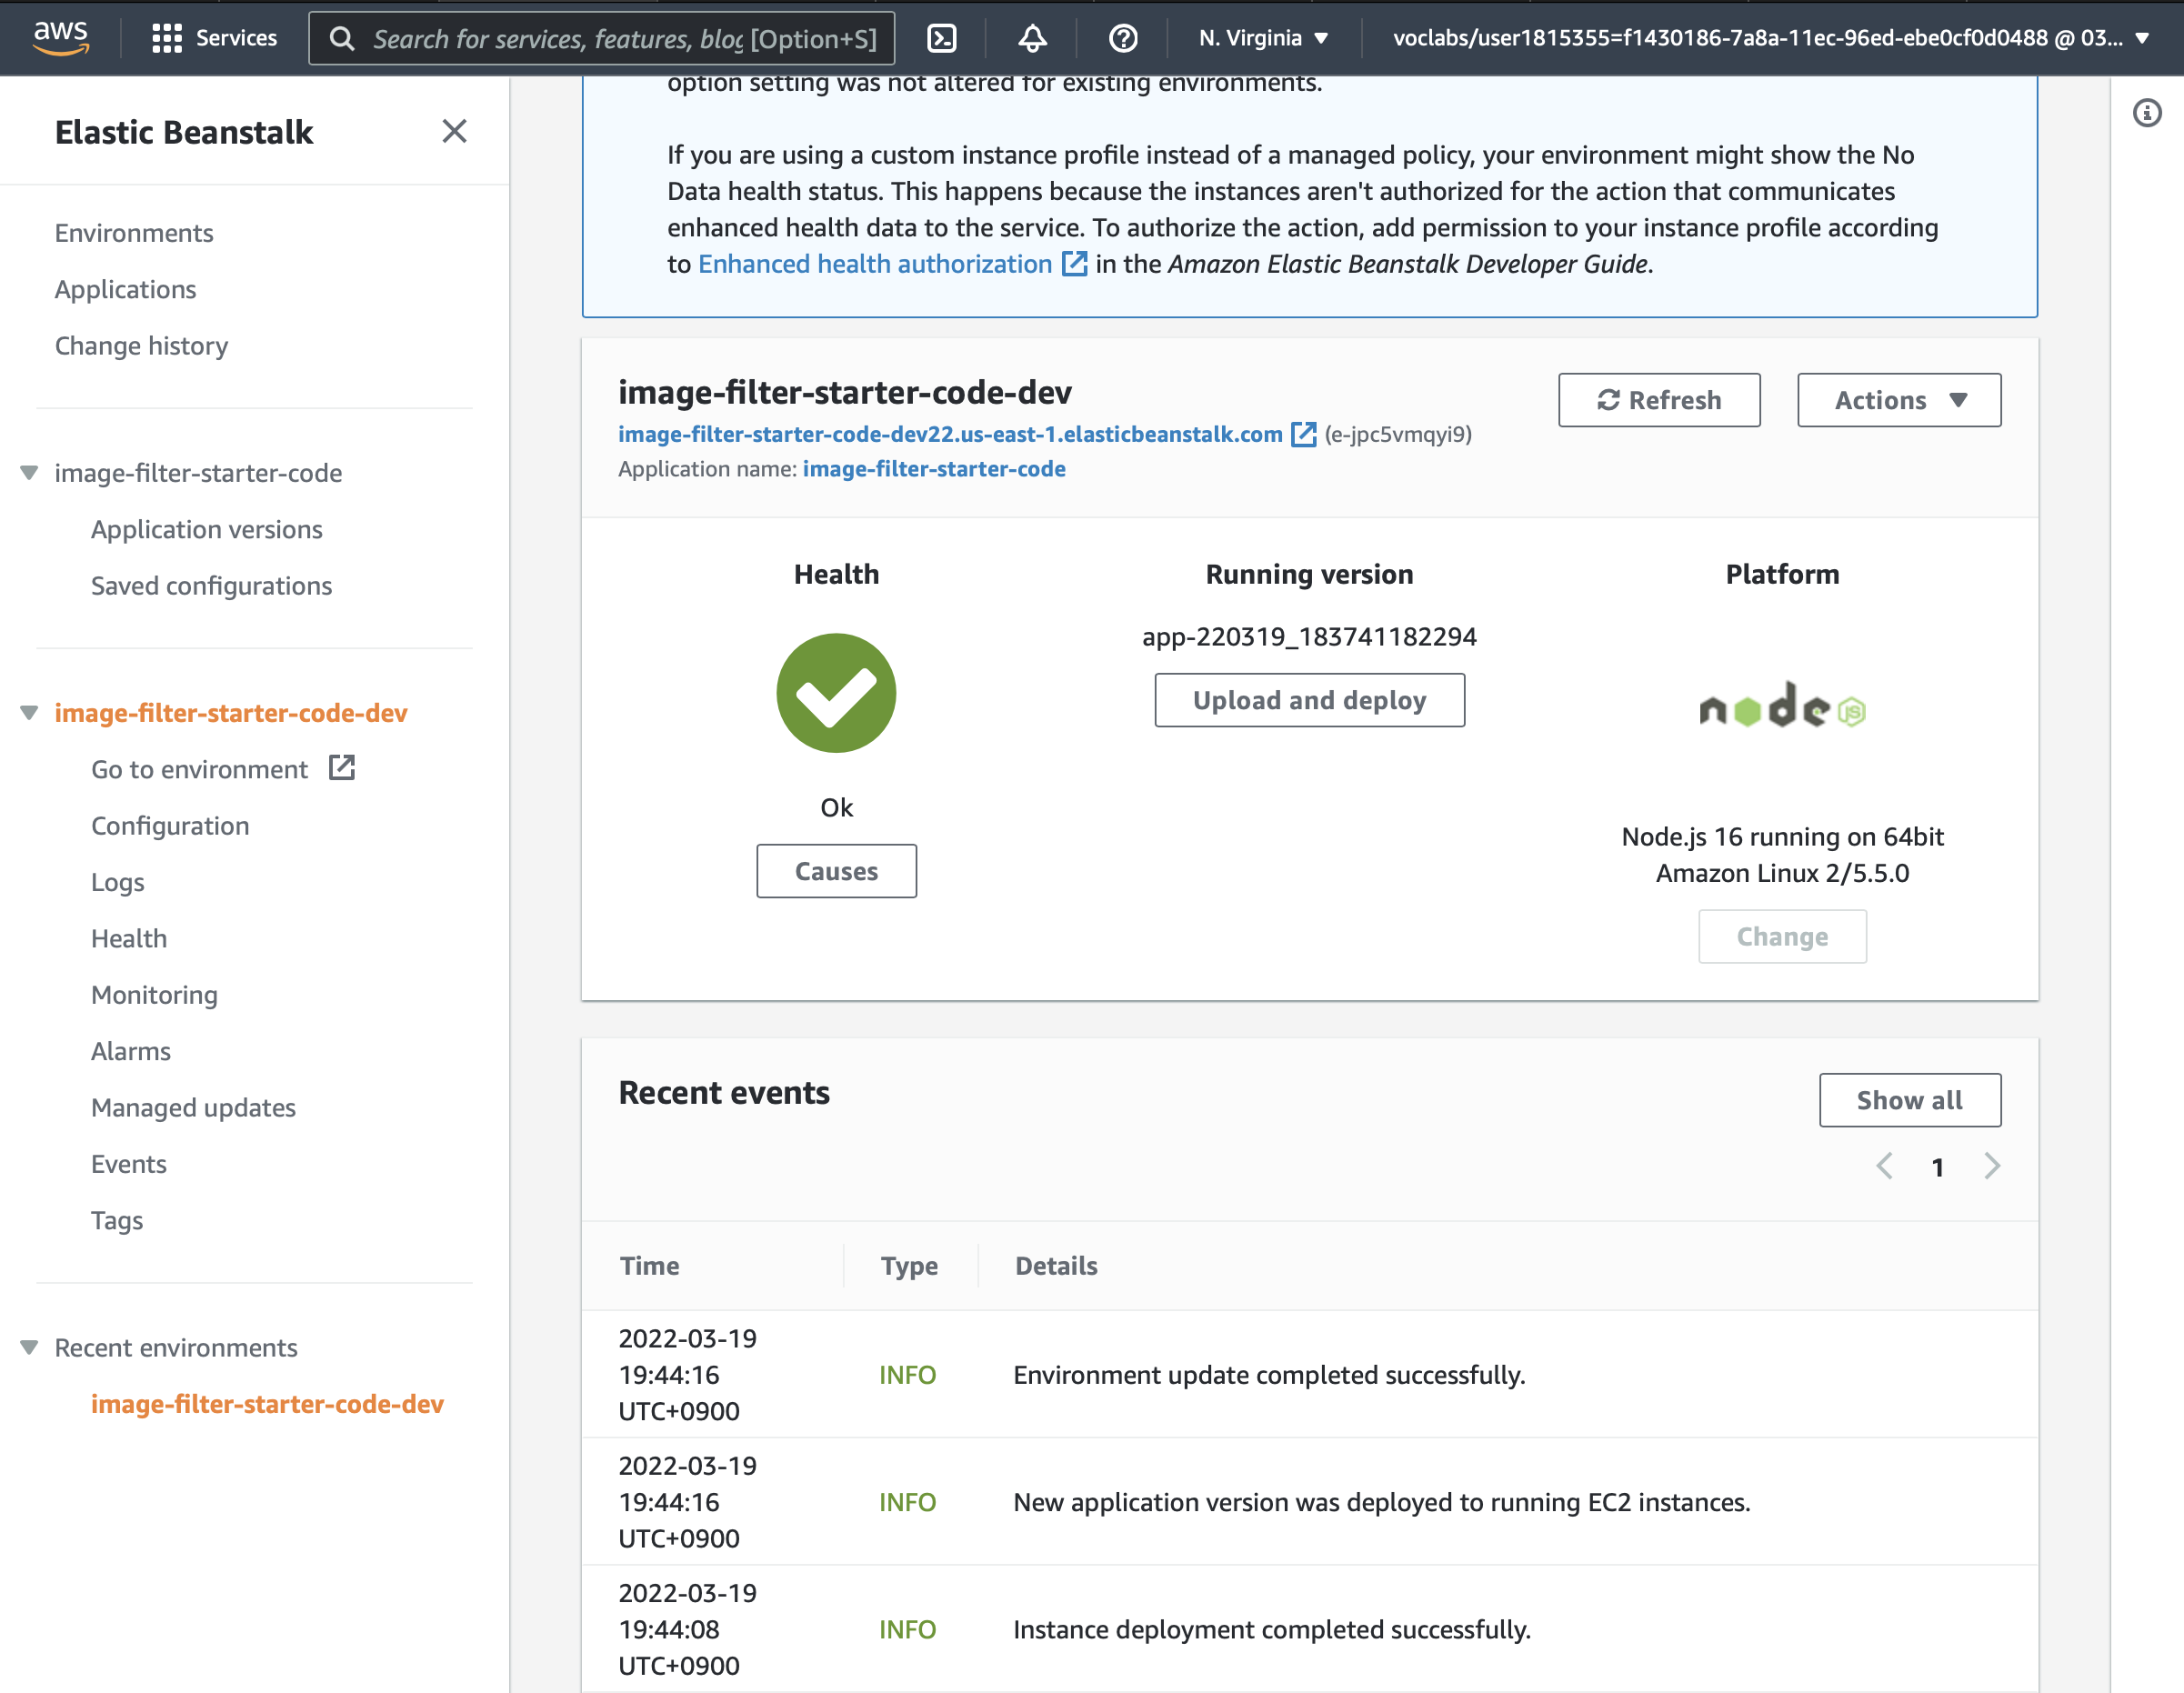 aws
Services
Search for services, features, blog [Option+S]
N. Virginia
voclabs/user1815355=f1430186-7a8a-11ec-96ed-ebe0cf0d0488 @ 03...
Elastic Beanstalk
Environments
Applications
Change history
image-filter-starter-code
Application versions
Saved configurations
image-filter-starter-code-dev
Go to environment
Configuration
Logs
Health
Monitoring
Alarms
Managed updates
Events
Tags
Recent environments
image-filter-starter-code-dev
option setting was not altered for existing environments.
If you are using a custom instance profile instead of a managed policy, your environment might show the No
Data health status. This happens because the instances aren't authorized for the action that communicates
enhanced health data to the service. To authorize the action, add permission to your instance profile according
to Enhanced health authorization in the Amazon Elastic Beanstalk Developer Guide.
image-filter-starter-code-dev
image-filter-starter-code-dev22.us-east-1.elasticbeanstalk.com (e-jpc5vmqyi9)
Application name: image-filter-starter-code
Refresh
Actions
Health
Ok
Causes
Running version
app-220319_183741182294
Upload and deploy
Platform
node JS
Node.js 16 running on 64bit
Amazon Linux 2/5.5.0
Change
Recent events
Show all
1
Time Type Details
2022-03-19
19:44:16
UTC+0900
INFO
Environment update completed successfully.
2022-03-19
19:44:16
UTC+0900
INFO
New application version was deployed to running EC2 instances.
2022-03-19
19:44:08
UTC+0900
INFO
Instance deployment completed successfully.